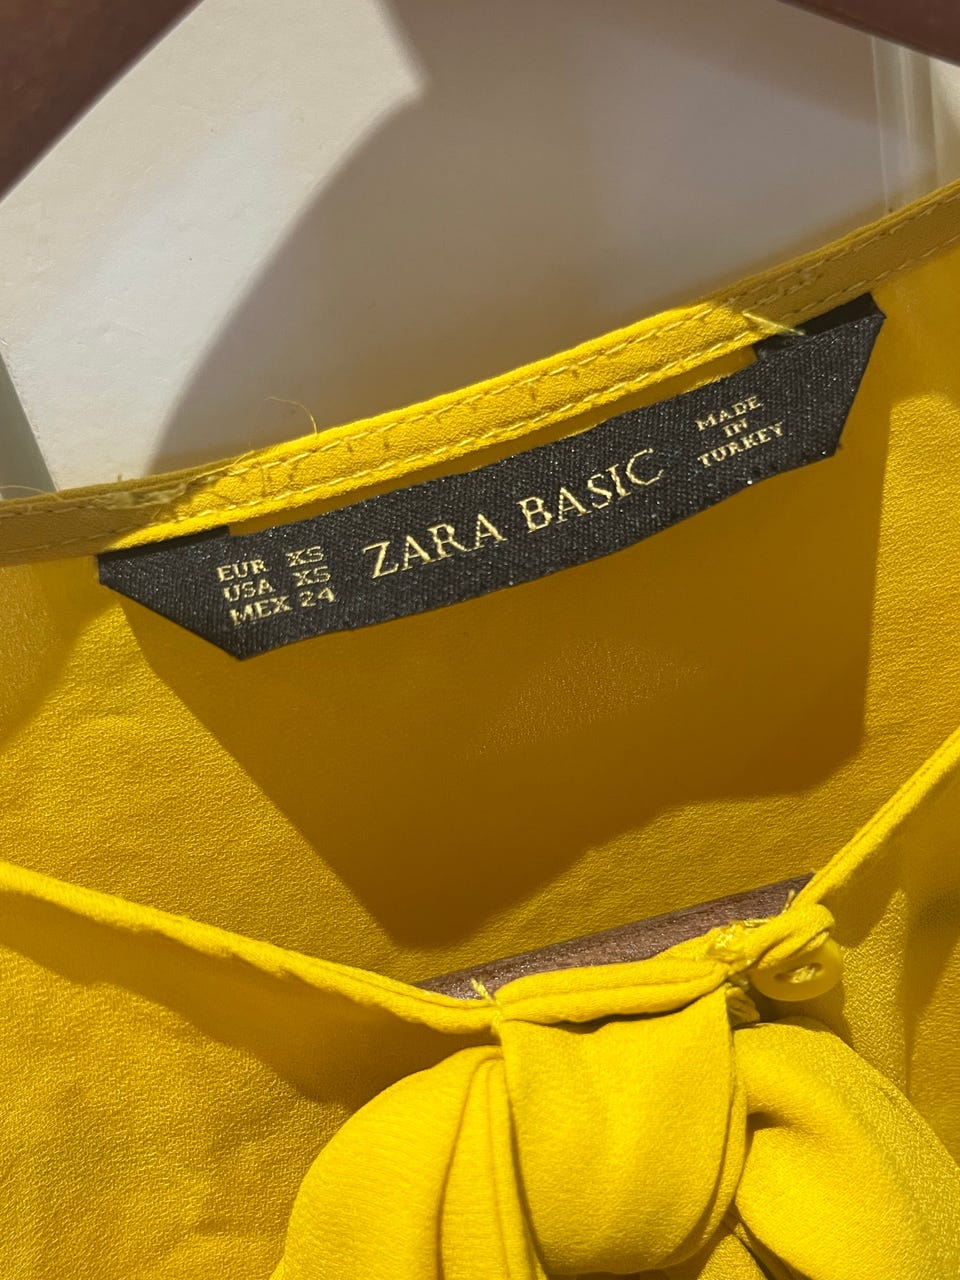 EUR XS
USA XS
MEX 24
ZARA BASIC
MADE
IN
TURKEY